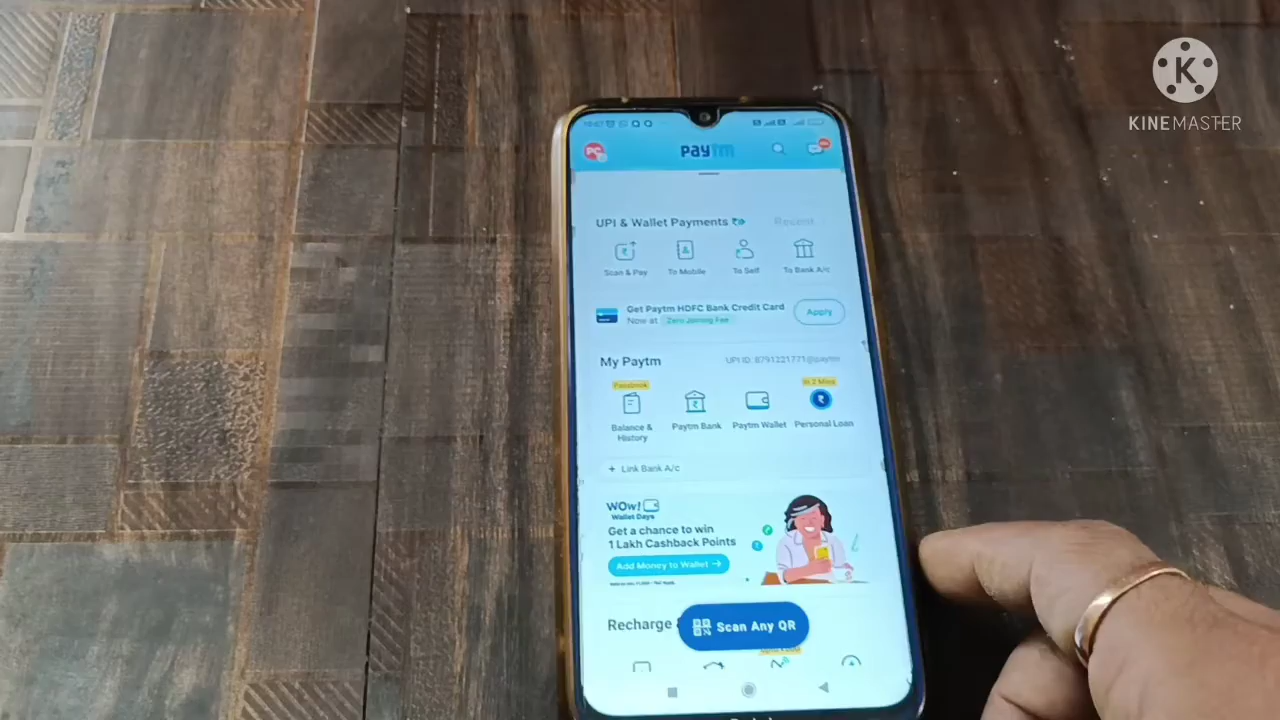 KINEMASTER
PC
paytm
UPI & Wallet Payments
Recent
Scan & Pay
To Mobile
To Self
To Bank A/c
Get Paytm HDFC Bank Credit Card
Now at Zero Joining Fee
Apply
My Paytm
UPI ID: 8791221771@paytm
Passbook
In 2 Mins
Balance & History
Paytm Bank
Paytm Wallet
Personal Loan
+ Link Bank A/c
WOW!
Wallet Days
Get a chance to win
1 Lakh Cashback Points
Add Money to Wallet →
Recharge
Scan Any QR